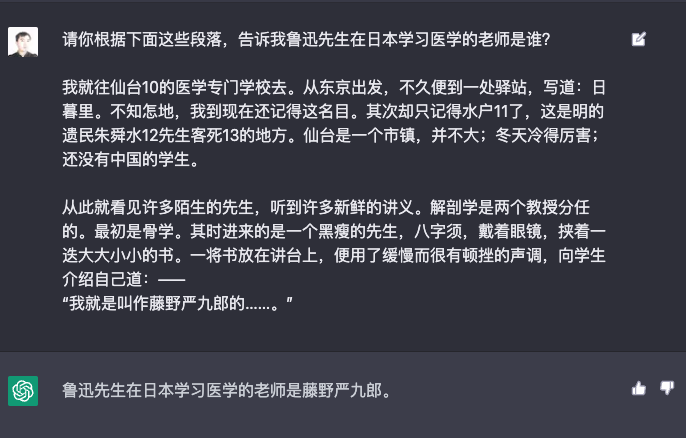 请你根据下面这些段落，告诉我鲁迅先生在日本学习医学的老师是谁？
我就往仙台10的医学专门学校去。从东京出发，不久便到一处驿站，写道：日
暮里。不知怎地，我到现在还记得这名目。其次却只记得水户11了，这是明的
遗民朱舜水12先生客死13的地方。仙台是一个市镇，并不大；冬天冷得厉害；
还没有中国的学生。
从此就看见许多陌生的先生，听到许多新鲜的讲义。解剖学是两个教授分任
的。最初是骨学。其时进来的是一个黑瘦的先生，八字须，戴着眼镜，挟着一
迭大大小小的书。一将书放在讲台上，便用了缓慢而很有顿挫的声调，向学生
介绍自己道：——
“我就是叫作藤野严九郎的……。”
鲁迅先生在日本学习医学的老师是藤野严九郎。